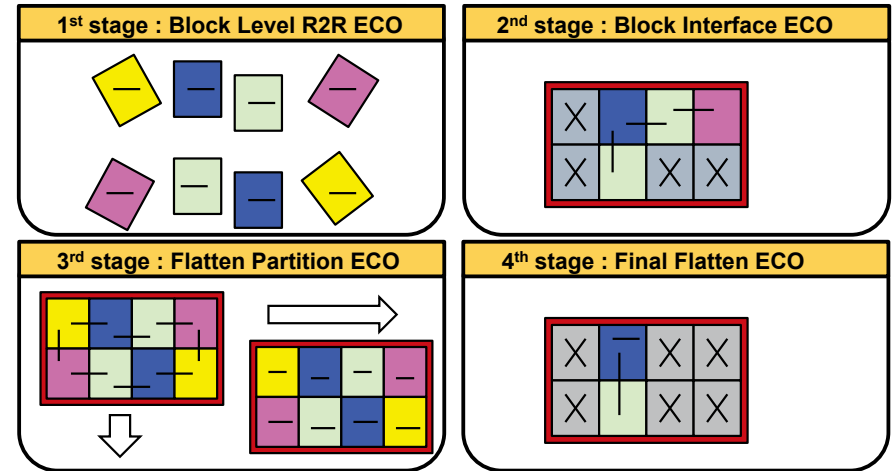 1st stage : Block Level R2R ECO
2nd stage : Block Interface ECO
3rd stage : Flatten Partition ECO
4th stage : Final Flatten ECO